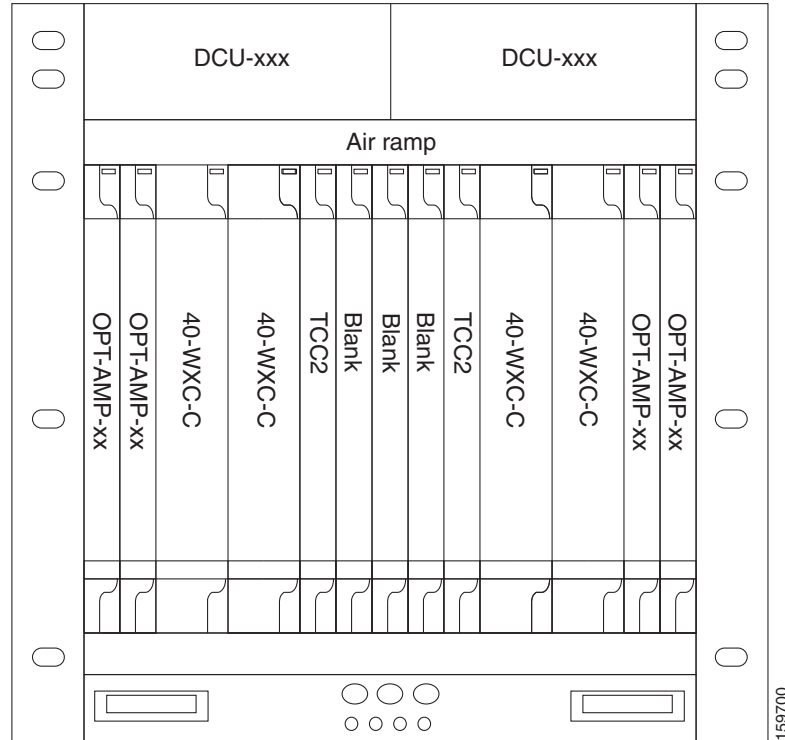 DCU-xxx
DCU-xxx
Air ramp
OPT-AMP-xx
OPT-AMP-xx
40-WXC-C
40-WXC-C
TCC2
Blank
Blank
Blank
TCC2
40-WXC-C
40-WXC-C
OPT-AMP-xx
OPT-AMP-xx
159700